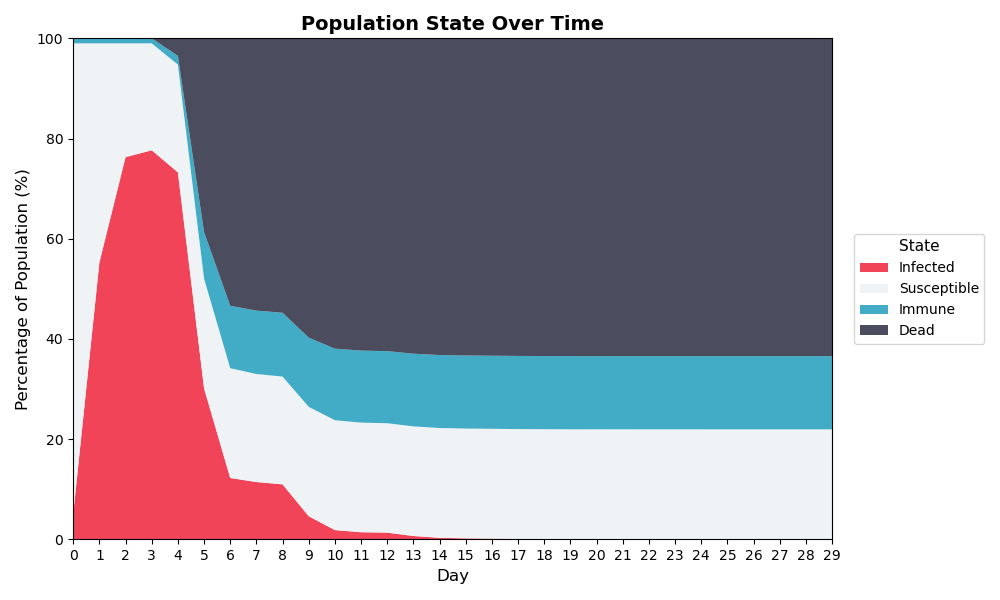 Population State Over Time
Percentage of Population (%)
100
80
60
40
20
0
0 1 2 3 4 5 6 7 8 9 10 11 12 13 14 15 16 17 18 19 20 21 22 23 24 25 26 27 28 29
Day
State
Infected
Susceptible
Immune
Dead